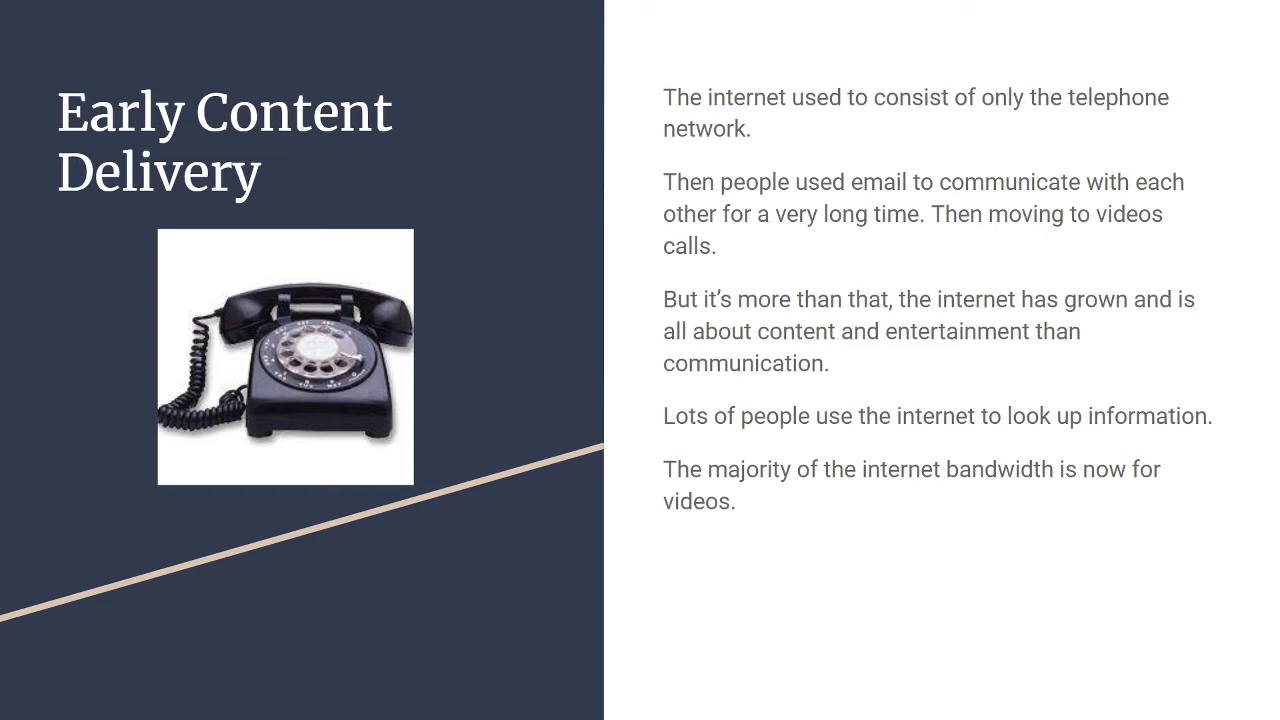 Early Content
Delivery
The internet used to consist of only the telephone
network.
Then people used email to communicate with each
other for a very long time. Then moving to videos
calls.
But it’s more than that, the internet has grown and is
all about content and entertainment than
communication.
Lots of people use the internet to look up information.
The majority of the internet bandwidth is now for
videos.